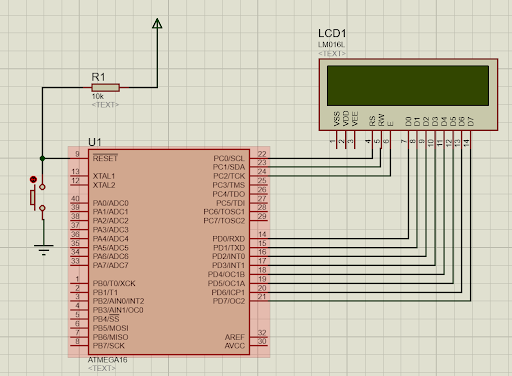 LCD1
LM016L
<TEXT>
R1
10k
<TEXT>
VSS VDD VEE RS RW E D0 D1 D2 D3 D4 D5 D6 D7
1 2 3 4 5 6 7 8 9 10 11 12 13 14
U1
9 RESET PC0/SCL 22
PC1/SDA 23
13 XTAL1 PC2/TCK 24
12 XTAL2 PC3/TMS 25
PC4/TDO 26
40 PA0/ADC0 PC5/TDI 27
39 PA1/ADC1 PC6/TOSC1 28
38 PA2/ADC2 PC7/TOSC2 29
37 PA3/ADC3
36 PA4/ADC4 PD0/RXD 14
35 PA5/ADC5 PD1/TXD 15
34 PA6/ADC6 PD2/INT0 16
33 PA7/ADC7 PD3/INT1 17
PD4/OC1B 18
1 PB0/T0/XCK PD5/OC1A 19
2 PB1/T1 PD6/ICP1 20
3 PB2/AIN0/INT2 PD7/OC2 21
4 PB3/AIN1/OC0
5 PB4/SS
6 PB5/MOSI
7 PB6/MISO AREF 32
8 PB7/SCK AVCC 30
ATMEGA16
<TEXT>